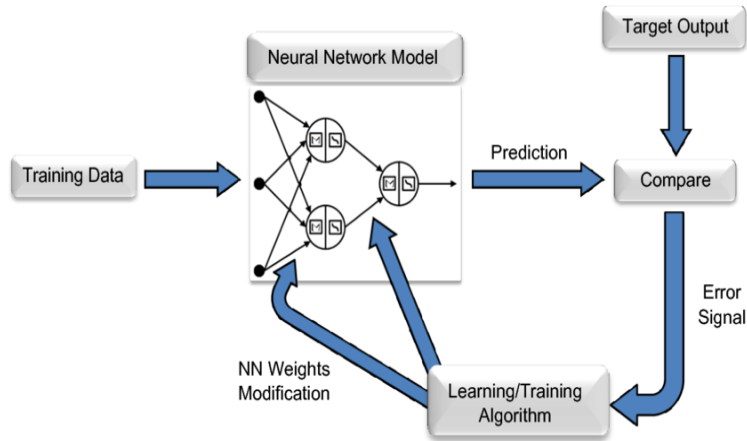 Target Output
Neural Network Model
Prediction
Training Data
Compare
Error
Signal
NN Weights
Modification
Learning/Training
Algorithm